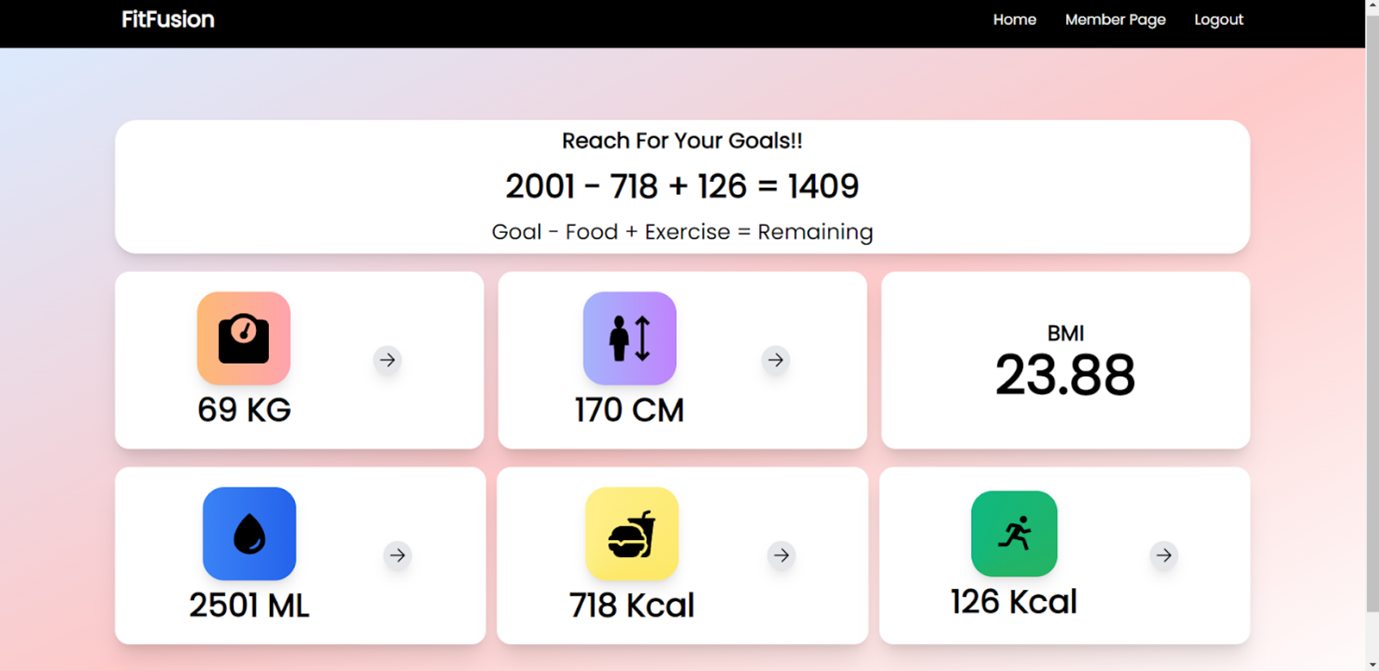 FitFusion
Home Member Page Logout
Reach For Your Goals!!
2001 - 718 + 126 = 1409
Goal - Food + Exercise = Remaining
69 KG
170 CM
BMI
23.88
2501 ML
718 Kcal
126 Kcal